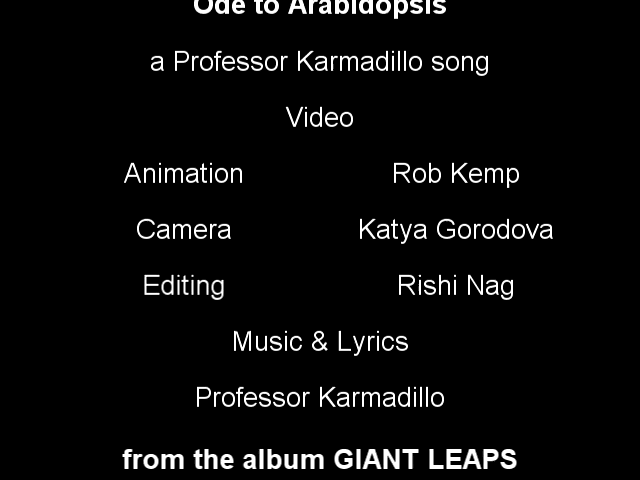 Ode to Arabidopsis
a Professor Karmadillo song
Video
Animation Rob Kemp
Camera Katya Gorodova
Editing Rishi Nag
Music & Lyrics
Professor Karmadillo
from the album GIANT LEAPS